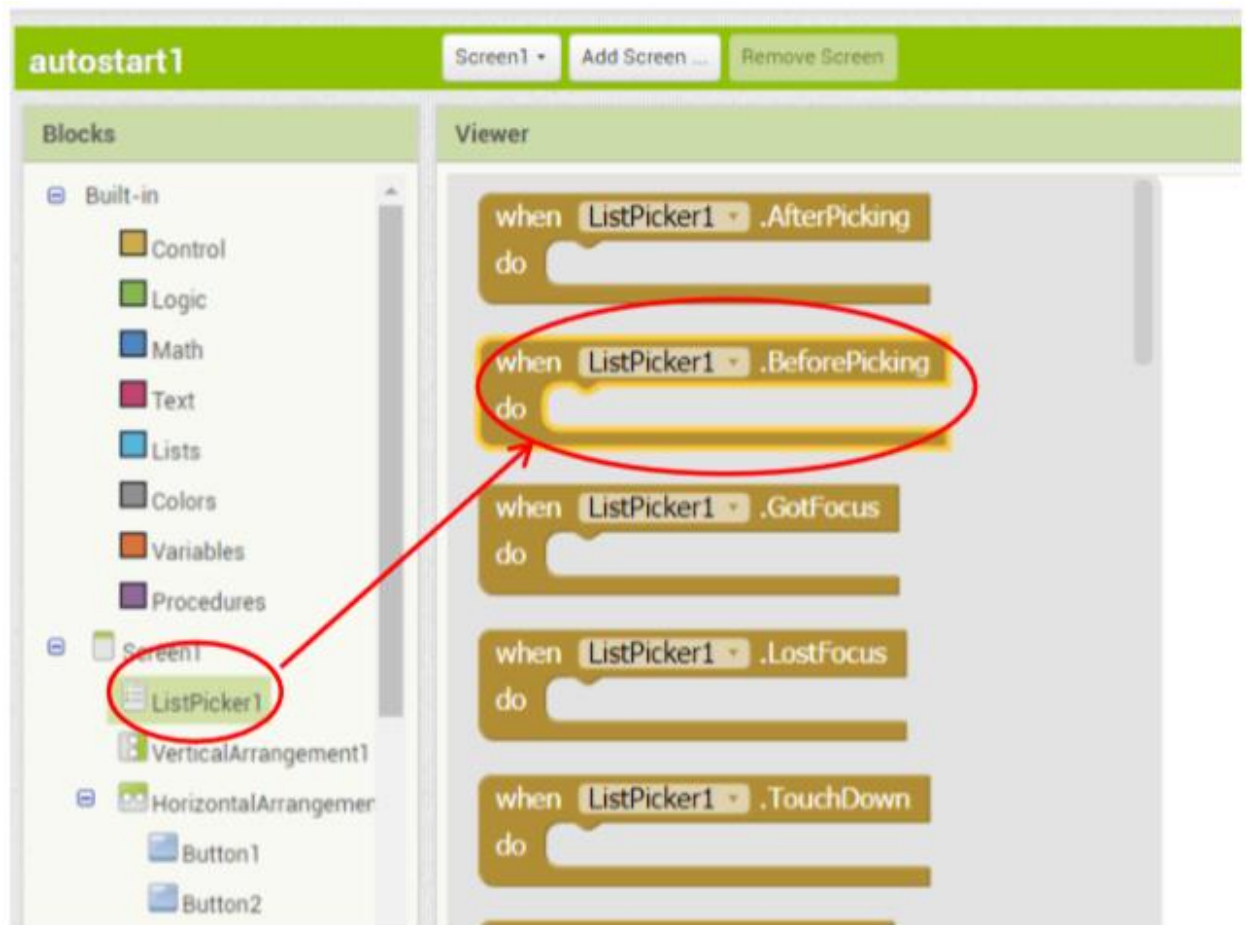 autostart1
Screen1
Add Screen ...
Remove Screen
Blocks
Built-in
Control
Logic
Math
Text
Lists
Colors
Variables
Procedures
Screen1
ListPicker1
VerticalArrangement1
HorizontalArrangemen
Button1
Button2
Viewer
when ListPicker1 .AfterPicking
do
when ListPicker1 .BeforePicking
do
when ListPicker1 .GotFocus
do
when ListPicker1 .LostFocus
do
when ListPicker1 .TouchDown
do